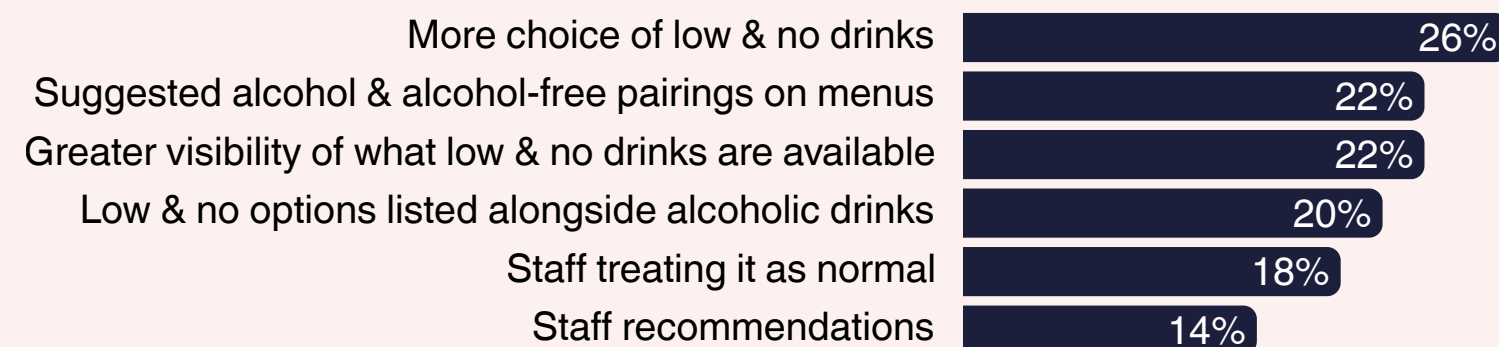 More choice of low & no drinks 26%
Suggested alcohol & alcohol-free pairings on menus 22%
Greater visibility of what low & no drinks are available 22%
Low & no options listed alongside alcoholic drinks 20%
Staff treating it as normal 18%
Staff recommendations 14%